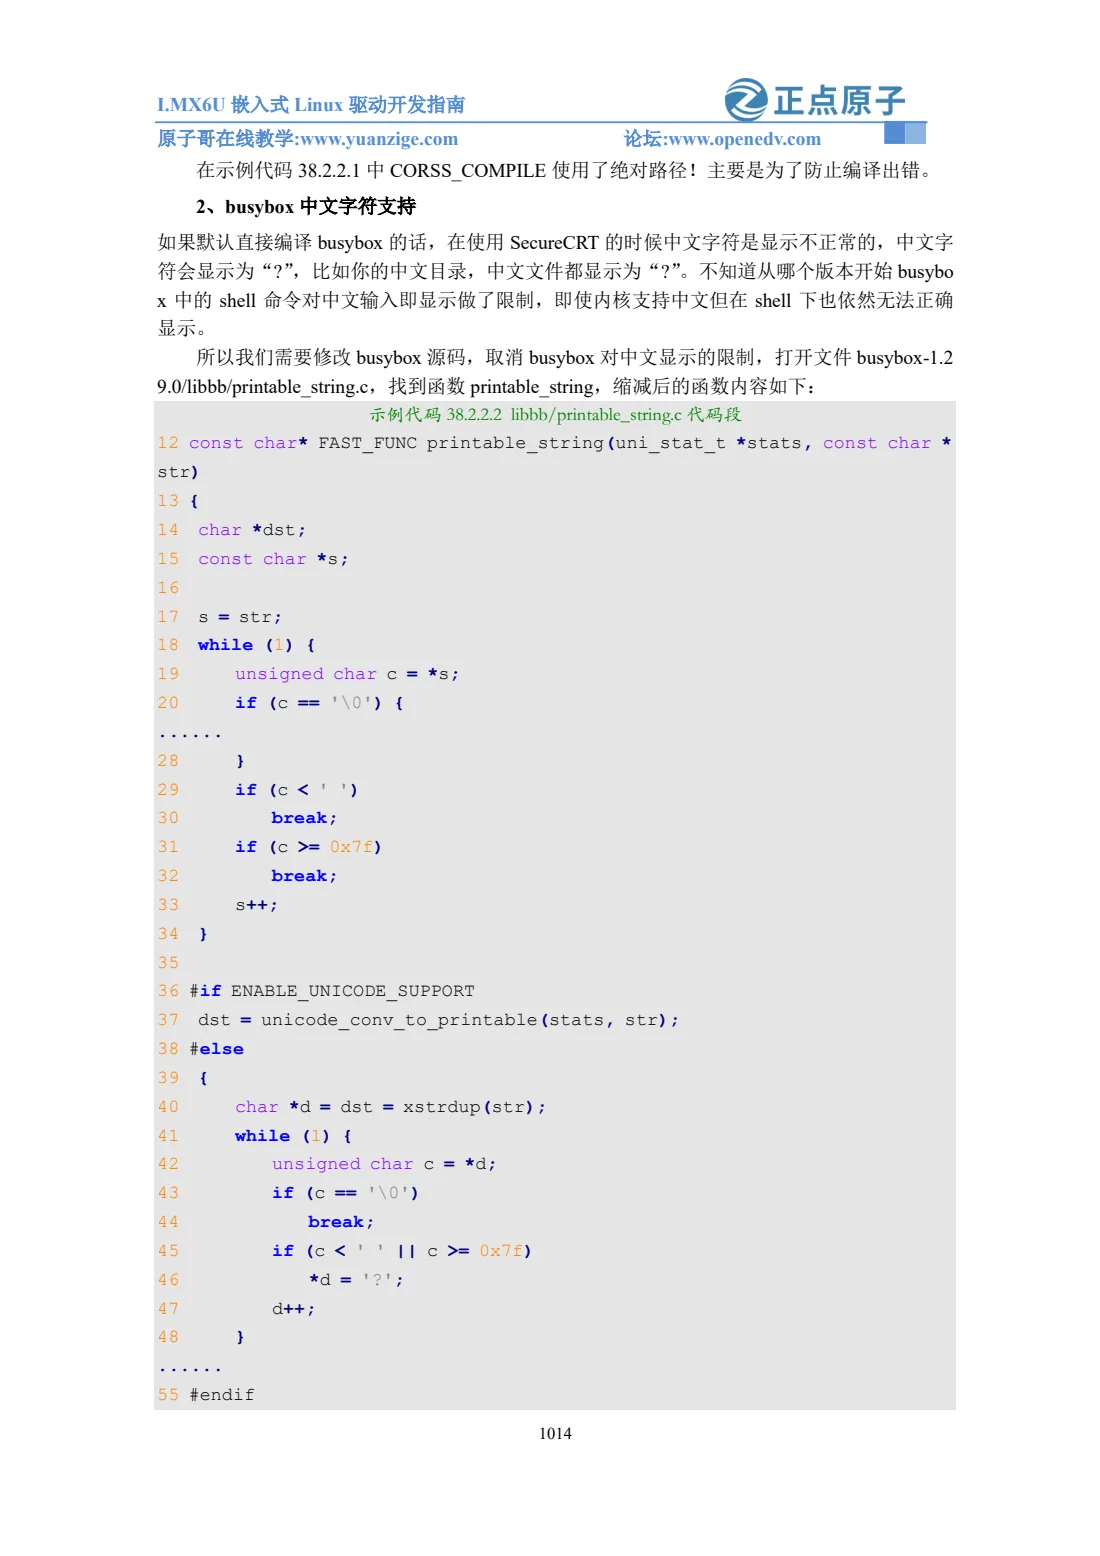 I.MX6U 嵌入式 Linux 驱动开发指南
正点原子
原子哥在线教学:www.yuanzige.com 论坛:www.openedv.com
在示例代码 38.2.2.1 中 CORSS_COMPILE 使用了绝对路径！主要是为了防止编译出错。
2、busybox 中文字符支持
如果默认直接编译 busybox 的话，在使用 SecureCRT 的时候中文字符是显示不正常的，中文字
符会显示为“?”，比如你的中文目录，中文文件都显示为“?”。不知道从哪个版本开始 busybo
x 中的 shell 命令对中文输入即显示做了限制，即使内核支持中文但在 shell 下也依然无法正确
显示。
所以我们需要修改 busybox 源码，取消 busybox 对中文显示的限制，打开文件 busybox-1.2
9.0/libbb/printable_string.c，找到函数 printable_string，缩减后的函数内容如下：
示例代码 38.2.2.2 libbb/printable_string.c 代码段
12 const char* FAST_FUNC printable_string(uni_stat_t *stats, const char *
str)
13 {
14  char *dst;
15  const char *s;
16
17  s = str;
18  while (1) {
19      unsigned char c = *s;
20      if (c == '\0') {
......
28      }
29      if (c < ' ')
30          break;
31      if (c >= 0x7f)
32          break;
33      s++;
34  }
35
36 #if ENABLE_UNICODE_SUPPORT
37  dst = unicode_conv_to_printable(stats, str);
38 #else
39  {
40      char *d = dst = xstrdup(str);
41      while (1) {
42          unsigned char c = *d;
43          if (c == '\0')
44              break;
45          if (c < ' ' || c >= 0x7f)
46              *d = '?';
47          d++;
48      }
......
55 #endif
1014